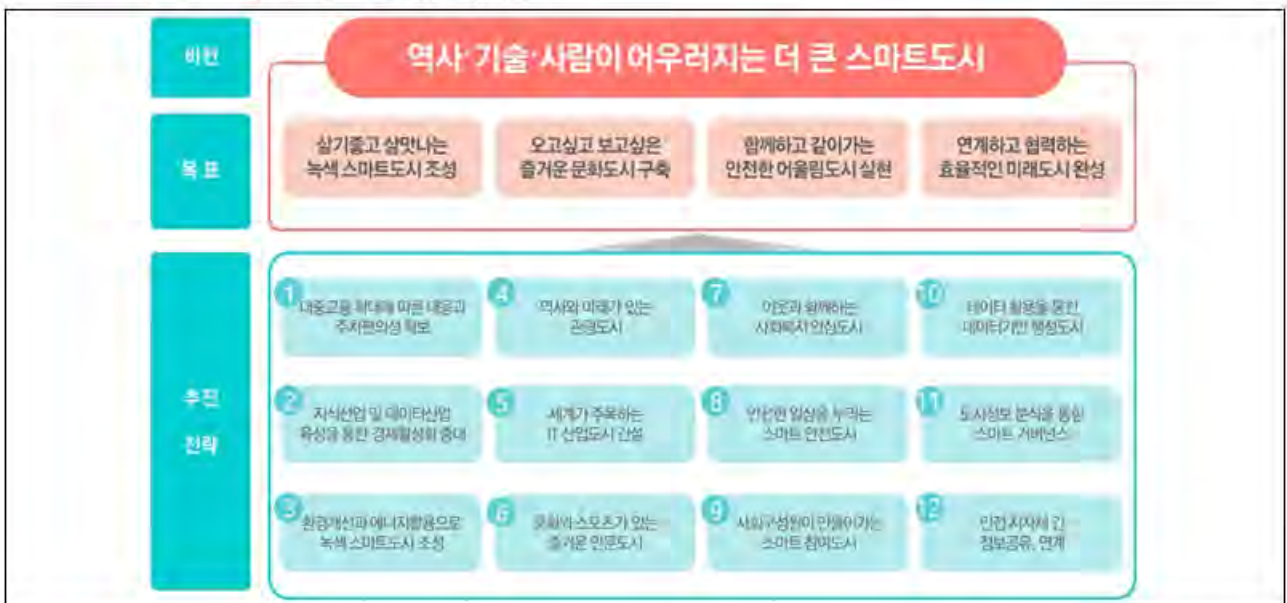 비전
역사·기술·사람이 어우러지는 더 큰 스마트도시
목표
살기좋고 살맛나는
녹색 스마트도시 조성
오고싶고 보고싶은
즐거운 문화도시 구축
함께하고 같이가는
안전한 어울림도시 실현
연계하고 협력하는
효율적인 미래도시 완성
추진
전략
1
대중교통 확대에 따른 대응과
주차편의성 확보
4
역사와 미래가 있는
관광도시
7
이웃과 함께하는
사회복지 안심도시
10
데이터 활용을 통한
데이터기반 행정도시
2
지식산업 및 데이터산업
육성을 통한 경제활성화 증대
5
세계가 주목하는
IT 산업도시 건설
8
안전한 일상을 누리는
스마트 안전도시
11
도시정보 분석을 통한
스마트 거버넌스
3
환경개선과 에너지활용으로
녹색 스마트도시 조성
6
문화와 스포츠가 있는
즐거운 인문도시
9
사회구성원이 만들어가는
스마트 참여도시
12
인접 지자체 간
정보공유, 연계